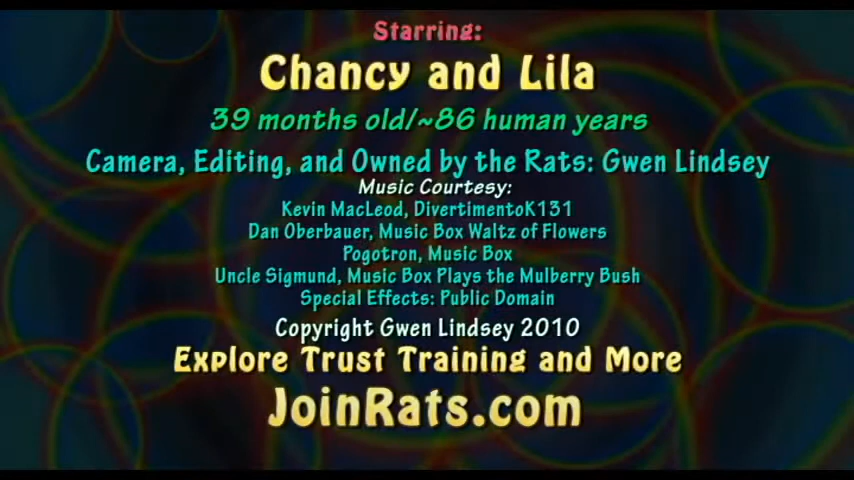 Starring:
Chancy and Lila
39 months old/~86 human years
Camera, Editing, and Owned by the Rats: Gwen Lindsey
Music Courtesy:
Kevin MacLeod, DivertimentoK131
Dan Oberbauer, Music Box Waltz of Flowers
Pogotron, Music Box
Uncle Sigmund, Music Box Plays the Mulberry Bush
Special Effects: Public Domain
Copyright Gwen Lindsey 2010
Explore Trust Training and More
JoinRats.com